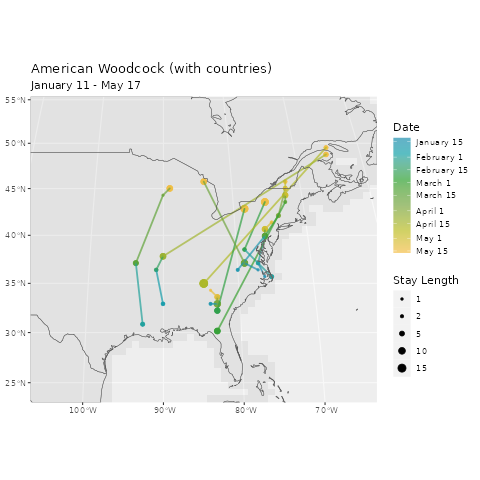 American Woodcock (with countries)
January 11 - May 17
55°N
50°N
45°N
40°N
35°N
30°N
25°N
100°W
90°W
80°W
70°W
Date
January 15
February 1
February 15
March 1
March 15
April 1
April 15
May 1
May 15
Stay Length
1
2
5
10
15